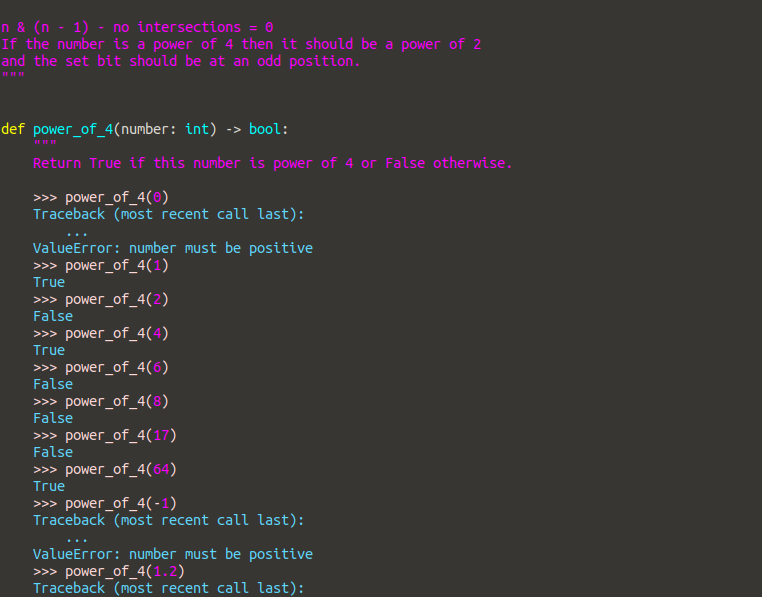 n & (n - 1) - no intersections = 0
If the number is a power of 4 then it should be a power of 2
and the set bit should be at an odd position.
"""
def power_of_4(number: int) -> bool:
    """
    Return True if this number is power of 4 or False otherwise.
    >>> power_of_4(0)
    Traceback (most recent call last):
        ...
    ValueError: number must be positive
    >>> power_of_4(1)
    True
    >>> power_of_4(2)
    False
    >>> power_of_4(4)
    True
    >>> power_of_4(6)
    False
    >>> power_of_4(8)
    False
    >>> power_of_4(17)
    False
    >>> power_of_4(64)
    True
    >>> power_of_4(-1)
    Traceback (most recent call last):
        ...
    ValueError: number must be positive
    >>> power_of_4(1.2)
    Traceback (most recent call last):